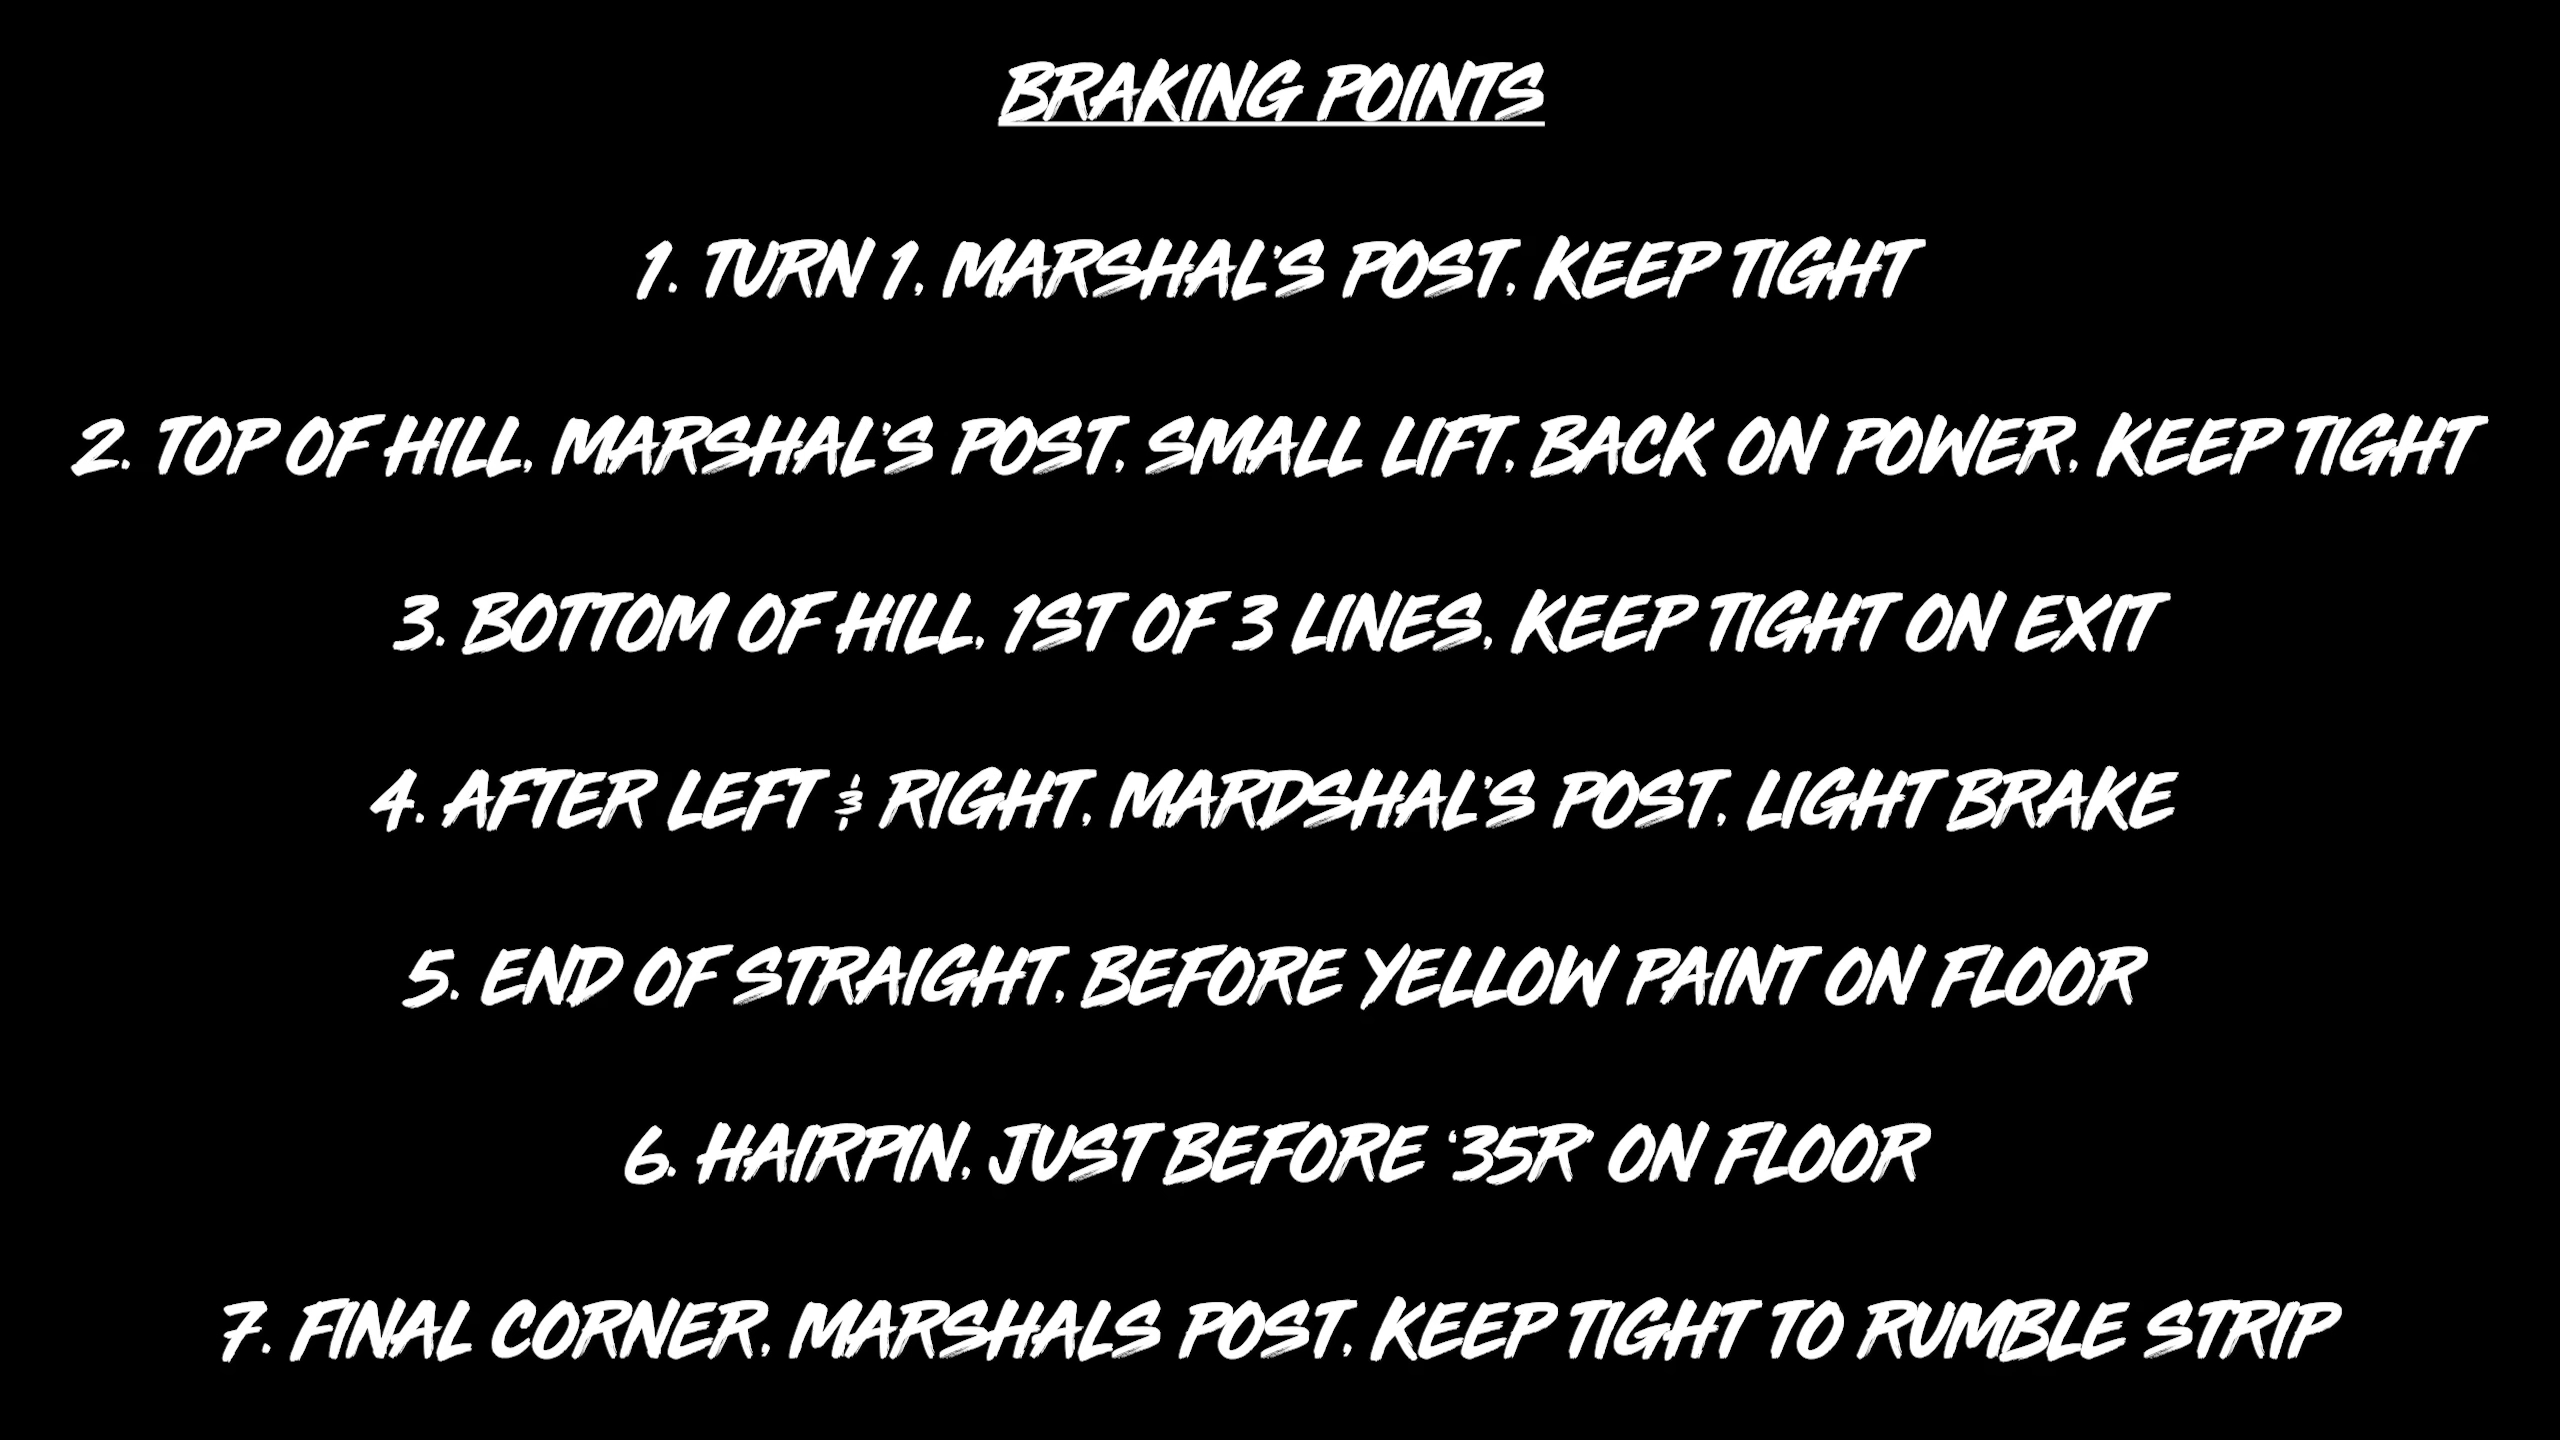 BRAKING POINTS
1. TURN 1, MARSHAL'S POST, KEEP TIGHT
2. TOP OF HILL, MARSHAL'S POST, SMALL LIFT, BACK ON POWER, KEEP TIGHT
3. BOTTOM OF HILL, 1ST OF 3 LINES, KEEP TIGHT ON EXIT
4. AFTER LEFT & RIGHT, MARDSHAL'S POST, LIGHT BRAKE
5. END OF STRAIGHT, BEFORE YELLOW PAINT ON FLOOR
6. HAIRPIN, JUST BEFORE '35R' ON FLOOR
7. FINAL CORNER, MARSHALS POST, KEEP TIGHT TO RUMBLE STRIP